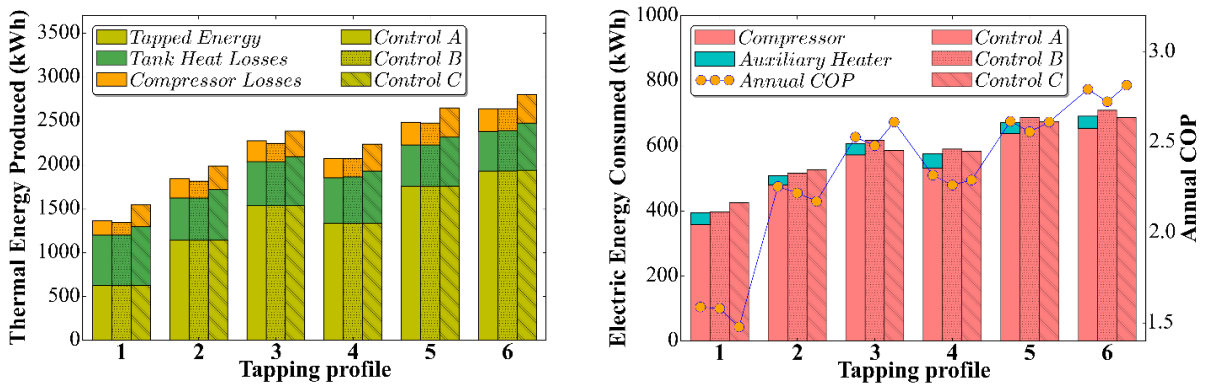 Thermal Energy Produced (kWh)
3500
3000
2500
2000
1500
1000
500
0
Tapped Energy
Tank Heat Losses
Compressor Losses
Control A
Control B
Control C
1 2 3 4 5 6
Tapping profile
Electric Energy Consumed (kWh)
1000
800
600
400
200
0
Compressor
Auxiliary Heater
Annual COP
Control A
Control B
Control C
3.0
2.5
2.0
1.5
Annual COP
1 2 3 4 5 6
Tapping profile